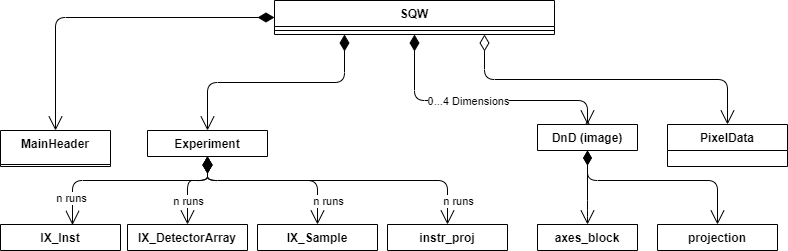 SQW
0...4 Dimensions
MainHeader
Experiment
DnD (image)
PixelData
n runs
n runs
n runs
n runs
IX_Inst
IX_DetectorArray
IX_Sample
instr_proj
axes_block
projection